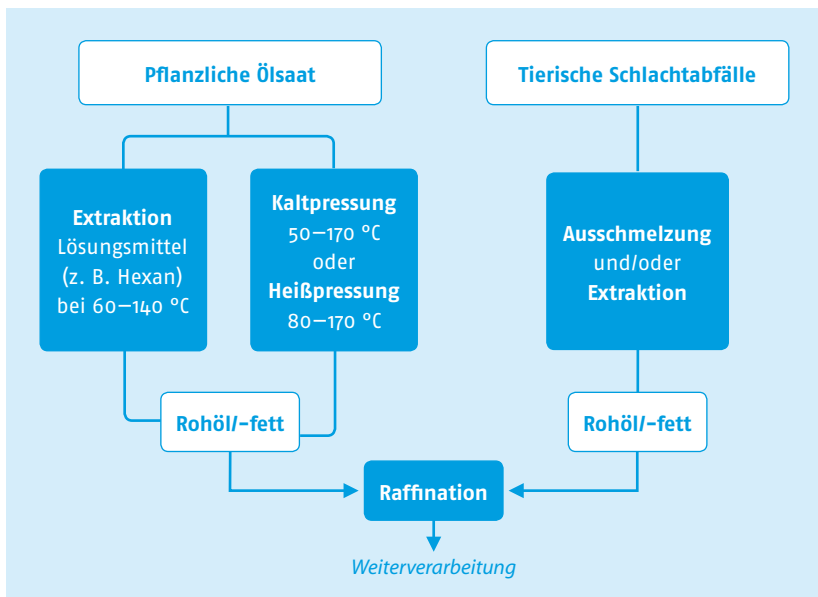 Pflanzliche Ölsaat
Tierische Schlachtabfälle
Extraktion
Lösungsmittel
(z. B. Hexan)
bei 60–140 °C
Kaltpressung
50–170 °C
oder
Heißpressung
80–170 °C
Ausschmelzung
und/oder
Extraktion
Rohöl/-fett
Rohöl/-fett
Raffination
Weiterverarbeitung